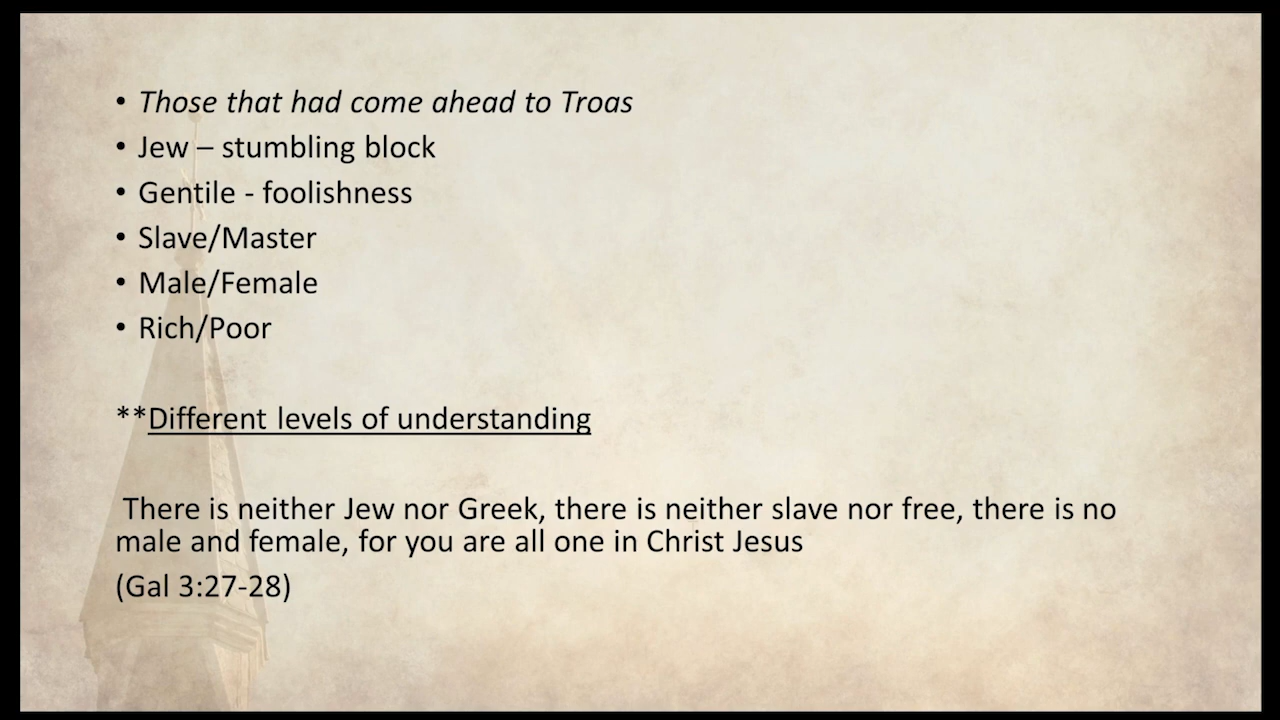 • Those that had come ahead to Troas
• Jew – stumbling block
• Gentile - foolishness
• Slave/Master
• Male/Female
• Rich/Poor
**Different levels of understanding
There is neither Jew nor Greek, there is neither slave nor free, there is no
male and female, for you are all one in Christ Jesus
(Gal 3:27-28)